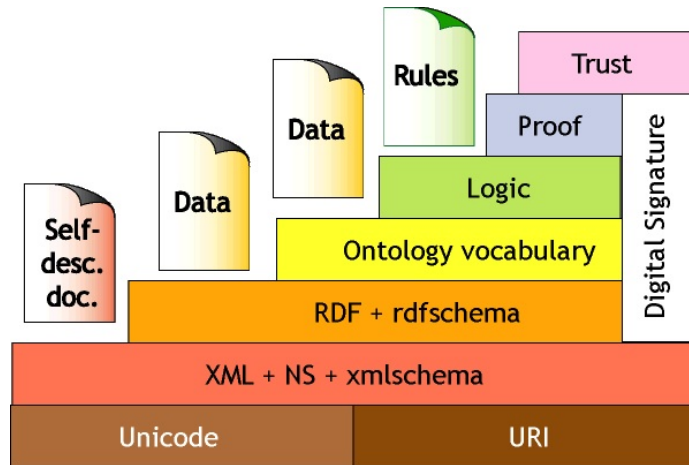 Rules
Trust
Data
Proof
Data
Logic
Digital Signature
Self-
desc.
doc.
Ontology vocabulary
RDF + rdfschema
XML + NS + xmlschema
Unicode
URI